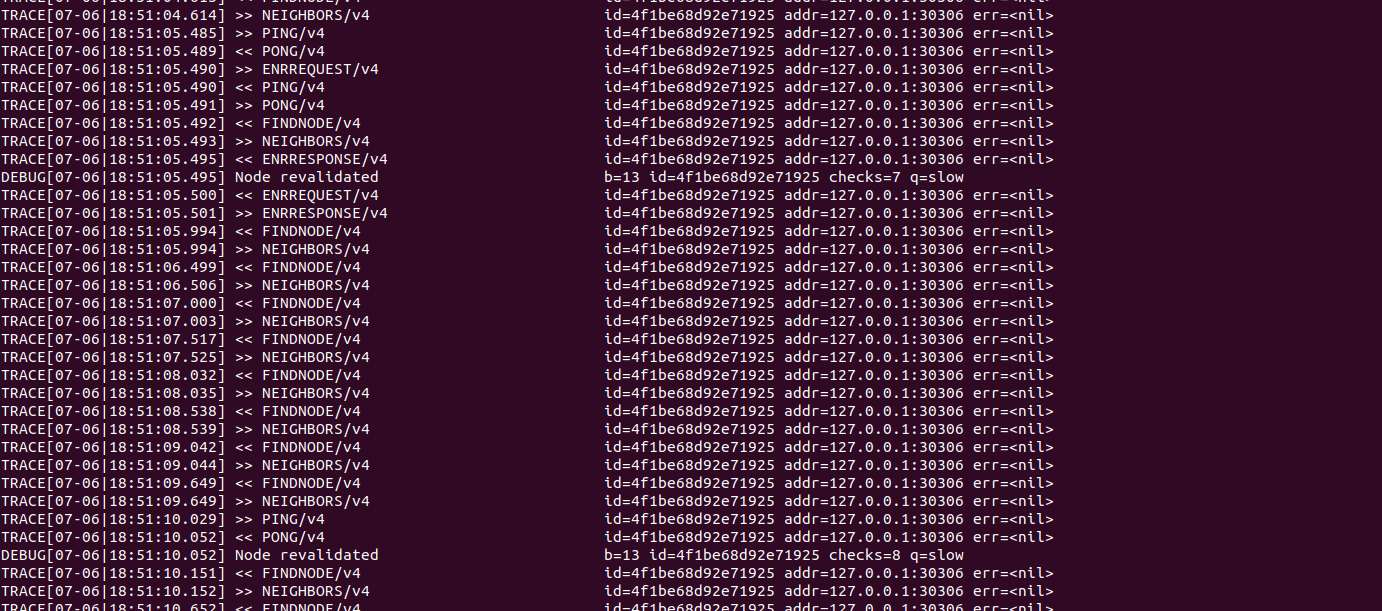 TRACE[07-06|18:51:04.614] >> NEIGHBORS/v4 id=4f1be68d92e71925 addr=127.0.0.1:30306 err=<nil>
TRACE[07-06|18:51:05.485] >> PING/v4 id=4f1be68d92e71925 addr=127.0.0.1:30306 err=<nil>
TRACE[07-06|18:51:05.489] << PONG/v4 id=4f1be68d92e71925 addr=127.0.0.1:30306 err=<nil>
TRACE[07-06|18:51:05.490] >> ENRREQUEST/v4 id=4f1be68d92e71925 addr=127.0.0.1:30306 err=<nil>
TRACE[07-06|18:51:05.490] << PING/v4 id=4f1be68d92e71925 addr=127.0.0.1:30306 err=<nil>
TRACE[07-06|18:51:05.491] >> PONG/v4 id=4f1be68d92e71925 addr=127.0.0.1:30306 err=<nil>
TRACE[07-06|18:51:05.492] << FINDNODE/v4 id=4f1be68d92e71925 addr=127.0.0.1:30306 err=<nil>
TRACE[07-06|18:51:05.493] >> NEIGHBORS/v4 id=4f1be68d92e71925 addr=127.0.0.1:30306 err=<nil>
TRACE[07-06|18:51:05.495] << ENRRESPONSE/v4 id=4f1be68d92e71925 addr=127.0.0.1:30306 err=<nil>
DEBUG[07-06|18:51:05.495] Node revalidated b=13 id=4f1be68d92e71925 checks=7 q=slow
TRACE[07-06|18:51:05.500] << ENRREQUEST/v4 id=4f1be68d92e71925 addr=127.0.0.1:30306 err=<nil>
TRACE[07-06|18:51:05.501] >> ENRRESPONSE/v4 id=4f1be68d92e71925 addr=127.0.0.1:30306 err=<nil>
TRACE[07-06|18:51:05.994] << FINDNODE/v4 id=4f1be68d92e71925 addr=127.0.0.1:30306 err=<nil>
TRACE[07-06|18:51:05.994] >> NEIGHBORS/v4 id=4f1be68d92e71925 addr=127.0.0.1:30306 err=<nil>
TRACE[07-06|18:51:06.499] << FINDNODE/v4 id=4f1be68d92e71925 addr=127.0.0.1:30306 err=<nil>
TRACE[07-06|18:51:06.506] >> NEIGHBORS/v4 id=4f1be68d92e71925 addr=127.0.0.1:30306 err=<nil>
TRACE[07-06|18:51:07.000] << FINDNODE/v4 id=4f1be68d92e71925 addr=127.0.0.1:30306 err=<nil>
TRACE[07-06|18:51:07.003] >> NEIGHBORS/v4 id=4f1be68d92e71925 addr=127.0.0.1:30306 err=<nil>
TRACE[07-06|18:51:07.517] << FINDNODE/v4 id=4f1be68d92e71925 addr=127.0.0.1:30306 err=<nil>
TRACE[07-06|18:51:07.525] >> NEIGHBORS/v4 id=4f1be68d92e71925 addr=127.0.0.1:30306 err=<nil>
TRACE[07-06|18:51:08.032] << FINDNODE/v4 id=4f1be68d92e71925 addr=127.0.0.1:30306 err=<nil>
TRACE[07-06|18:51:08.035] >> NEIGHBORS/v4 id=4f1be68d92e71925 addr=127.0.0.1:30306 err=<nil>
TRACE[07-06|18:51:08.538] << FINDNODE/v4 id=4f1be68d92e71925 addr=127.0.0.1:30306 err=<nil>
TRACE[07-06|18:51:08.539] >> NEIGHBORS/v4 id=4f1be68d92e71925 addr=127.0.0.1:30306 err=<nil>
TRACE[07-06|18:51:09.042] << FINDNODE/v4 id=4f1be68d92e71925 addr=127.0.0.1:30306 err=<nil>
TRACE[07-06|18:51:09.044] >> NEIGHBORS/v4 id=4f1be68d92e71925 addr=127.0.0.1:30306 err=<nil>
TRACE[07-06|18:51:09.649] << FINDNODE/v4 id=4f1be68d92e71925 addr=127.0.0.1:30306 err=<nil>
TRACE[07-06|18:51:09.649] >> NEIGHBORS/v4 id=4f1be68d92e71925 addr=127.0.0.1:30306 err=<nil>
TRACE[07-06|18:51:10.029] >> PING/v4 id=4f1be68d92e71925 addr=127.0.0.1:30306 err=<nil>
TRACE[07-06|18:51:10.052] << PONG/v4 id=4f1be68d92e71925 addr=127.0.0.1:30306 err=<nil>
DEBUG[07-06|18:51:10.052] Node revalidated b=13 id=4f1be68d92e71925 checks=8 q=slow
TRACE[07-06|18:51:10.151] << FINDNODE/v4 id=4f1be68d92e71925 addr=127.0.0.1:30306 err=<nil>
TRACE[07-06|18:51:10.152] >> NEIGHBORS/v4 id=4f1be68d92e71925 addr=127.0.0.1:30306 err=<nil>
TRACE[07-06|18:51:10.652] << FINDNODE/v4 id=4f1be68d92e71925 addr=127.0.0.1:30306 err=<nil>